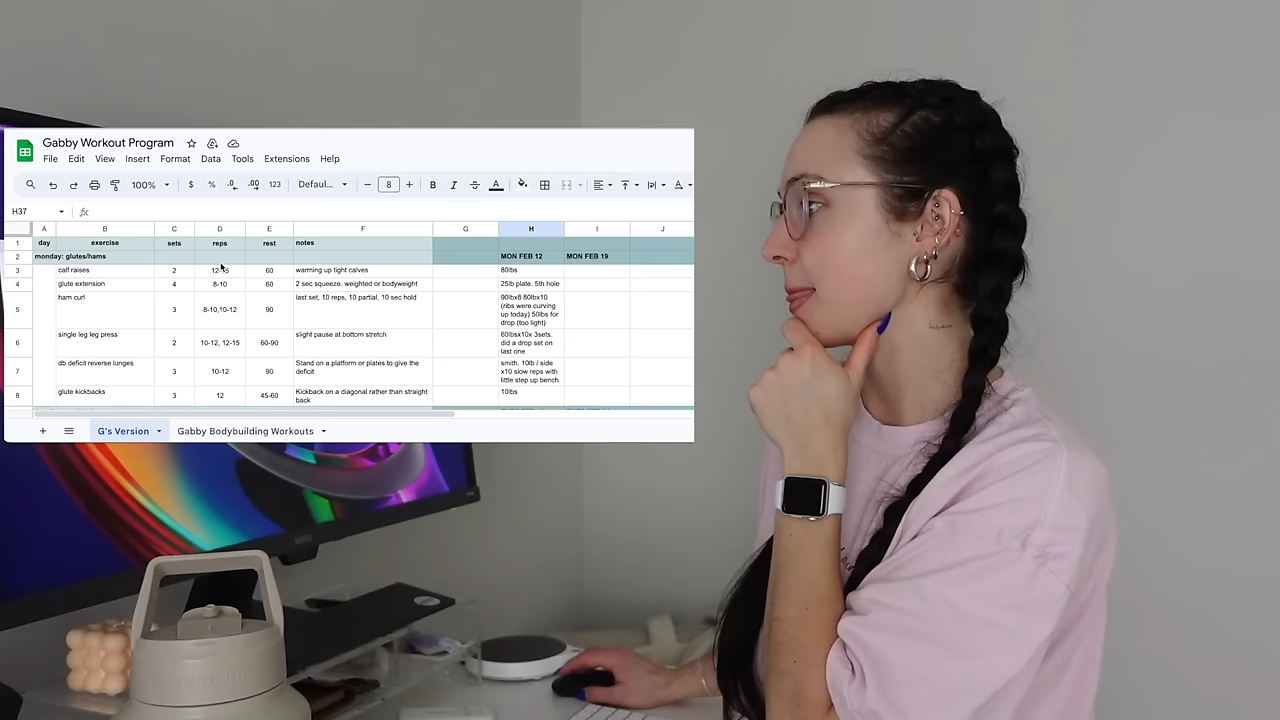 Gabby Workout Program
File Edit View Insert Format Data Tools Extensions Help
100% $ % .0 .00 123 Defaul... 8 B I A A
H37 fx
A B C D E F G H I J
1 day exercise sets reps rest notes
2 monday: glutes/hams MON FEB 12 MON FEB 19
3 calf raises 2 60 warming up tight calves 80lbs
4 glute extension 4 8-10 60 2 sec squeeze. weighted or bodyweight 25lb plate. 5th hole
5 ham curl 3 8-10,10-12 90 last set, 10 reps, 10 partial, 10 sec hold 90lbx8 80lbx10
(ribs were curving
up today) 50lbs for
drop (too light)
6 single leg leg press 2 10-12, 12-15 60-90 slight pause at bottom stretch 60lbsx10x 3sets.
did a drop set on
last one
7 db deficit reverse lunges 3 10-12 90 Stand on a platform or plates to give the
deficit
smith. 10lb / side
x10 slow reps with
little step up bench
8 glute kickbacks 3 12 45-60 Kickback on a diagonal rather than straight
back
10lbs
G's Version Gabby Bodybuilding Workouts